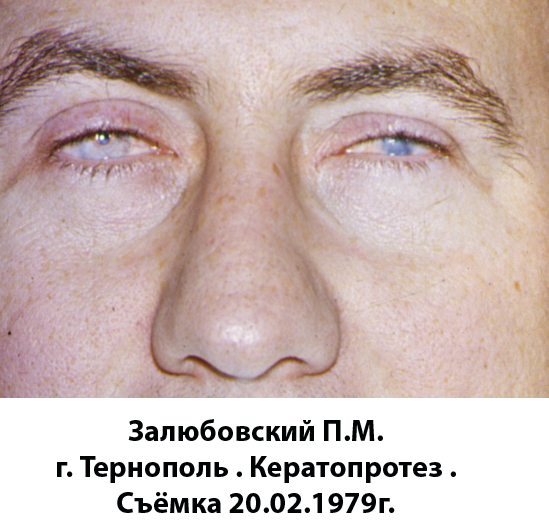 Залюбовский П.М.
г. Тернополь . Кератопротез .
Съёмка 20.02.1979г.